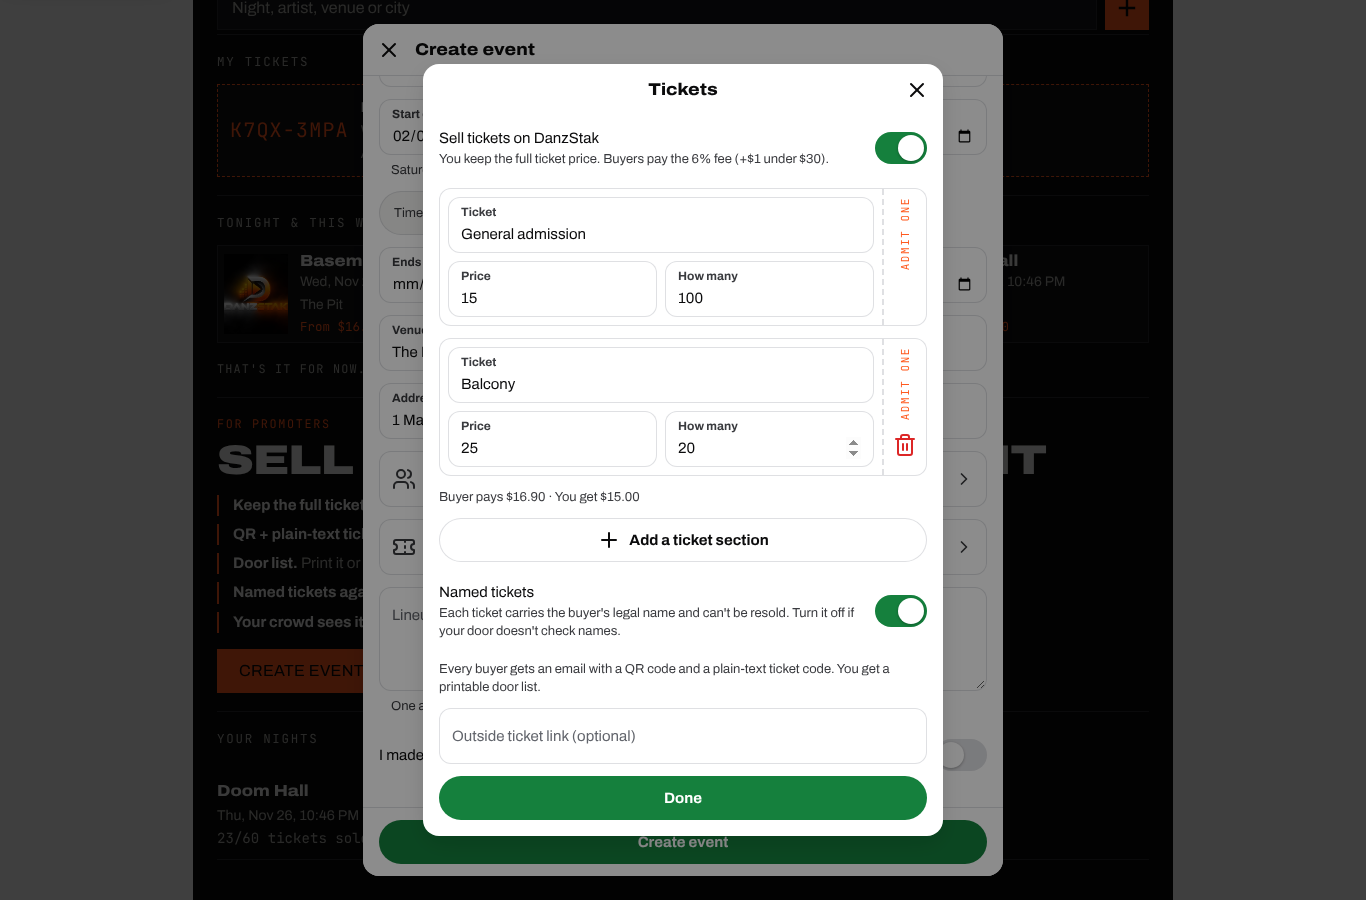 Night, artist, venue or city
Create event
MY TICKETS
Tickets
K7QX-3MPA
Start
02/0
Sell tickets on DanzStak
You keep the full ticket price. Buyers pay the 6% fee (+$1 under $30).
Satur
Ticket
General admission
ADMIT ONE
Time
TONIGHT & THIS W
Price
15
How many
100
Basem
Wed, Nov
The Pit
From $16
Ends
mm/
all
10:46 PM
Venue
The
Ticket
Balcony
ADMIT ONE
THAT'S IT FOR NOW.
Addre
1 Ma
Price
25
How many
20
FOR PROMOTERS
SELL
IT
Buyer pays $16.90 · You get $15.00
Keep the full ticket
QR + plain-text tick
Add a ticket section
Door list. Print it or
Named tickets aga
Your crowd sees it
Named tickets
Each ticket carries the buyer's legal name and can't be resold. Turn it off if
your door doesn't check names.
Lineu
CREATE EVENT
Every buyer gets an email with a QR code and a plain-text ticket code. You get a
printable door list.
One a
YOUR NIGHTS
Outside ticket link (optional)
I made
Doom Hall
Thu, Nov 26, 10:46 PM
23/60 tickets sol
Done
Create event